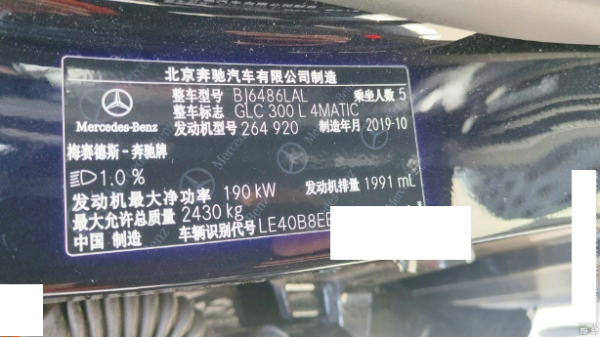 北京奔驰汽车有限公司制造
整车型号 BJ6486LAL 乘坐人数 5
整车标志 GLC 300 L 4MATIC
Mercedes-Benz 发动机型号 264 920 制造年月 2019-10
梅赛德斯-奔驰牌
1.0 %
发动机最大净功率 190 kW 发动机排量 1991 mL
最大允许总质量 2430 kg
中国 制造 车辆识别代号 LE40B8E